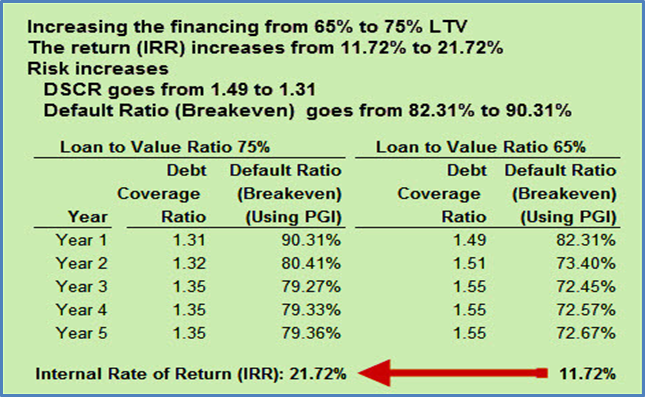 Increasing the financing from 65% to 75% LTV
The return (IRR) increases from 11.72% to 21.72%
Risk increases
DSCR goes from 1.49 to 1.31
Default Ratio (Breakeven) goes from 82.31% to 90.31%
Loan to Value Ratio 75% Loan to Value Ratio 65%
Debt Default Ratio Debt Default Ratio
Coverage (Breakeven) Coverage (Breakeven)
Year Ratio (Using PGI) Ratio (Using PGI)
Year 1 1.31 90.31% 1.49 82.31%
Year 2 1.32 80.41% 1.51 73.40%
Year 3 1.35 79.27% 1.55 72.45%
Year 4 1.35 79.33% 1.55 72.57%
Year 5 1.35 79.36% 1.55 72.67%
Internal Rate of Return (IRR): 21.72% 11.72%